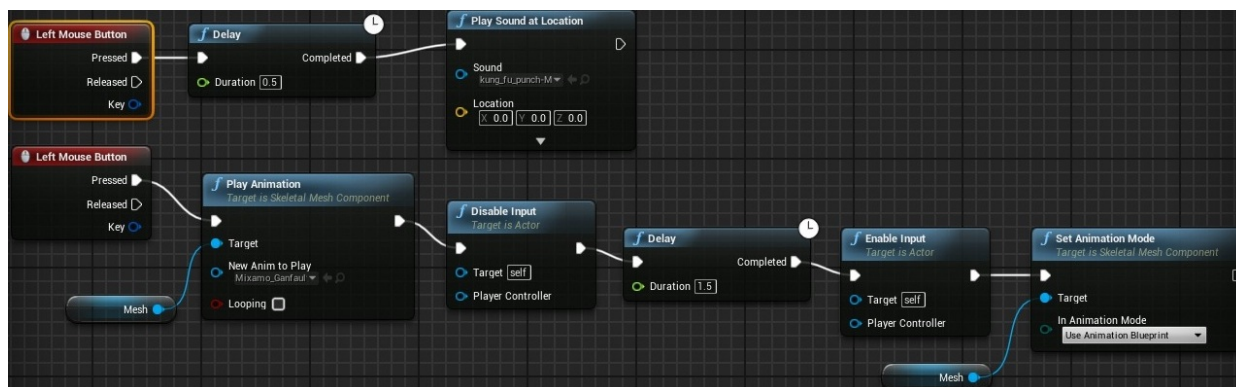 Left Mouse Button
Pressed
Released
Key
f Delay
Completed
Duration 0.5
f Play Sound at Location
Sound
kung_fu_punch-M
Location
X 0.0 Y 0.0 Z 0.0
Left Mouse Button
Pressed
Released
Key
f Play Animation
Target is Skeletal Mesh Component
Target
New Anim to Play
Mixamo_Ganfaul
Looping
Mesh
f Disable Input
Target is Actor
Target self
Player Controller
f Delay
Completed
Duration 1.5
f Enable Input
Target is Actor
Target self
Player Controller
Mesh
f Set Animation Mode
Target is Skeletal Mesh Component
Target
In Animation Mode
Use Animation Blueprint